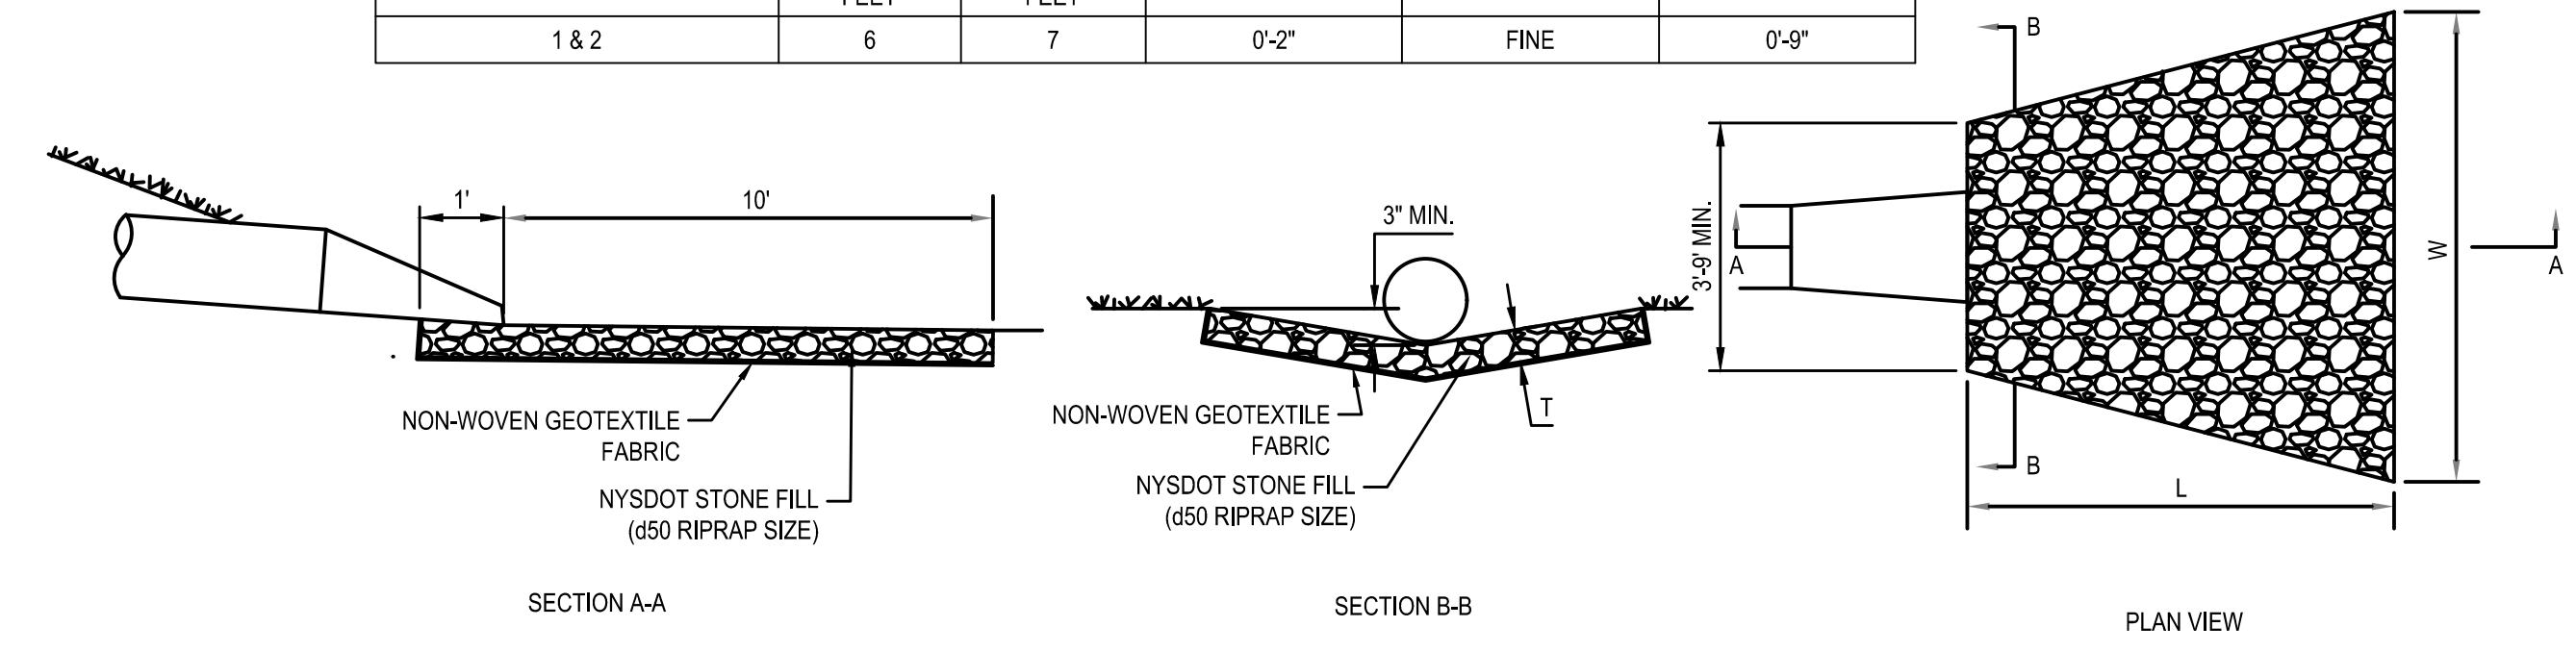 FEET FEET
1 & 2 6 7 0'-2" FINE 0'-9"
1' 10'
NON-WOVEN GEOTEXTILE
FABRIC
NYSDOT STONE FILL
(d50 RIPRAP SIZE)
SECTION A-A
3" MIN.
T
NON-WOVEN GEOTEXTILE
FABRIC
NYSDOT STONE FILL
(d50 RIPRAP SIZE)
SECTION B-B
B
3'-9' MIN.
A
W
A
B
L
PLAN VIEW